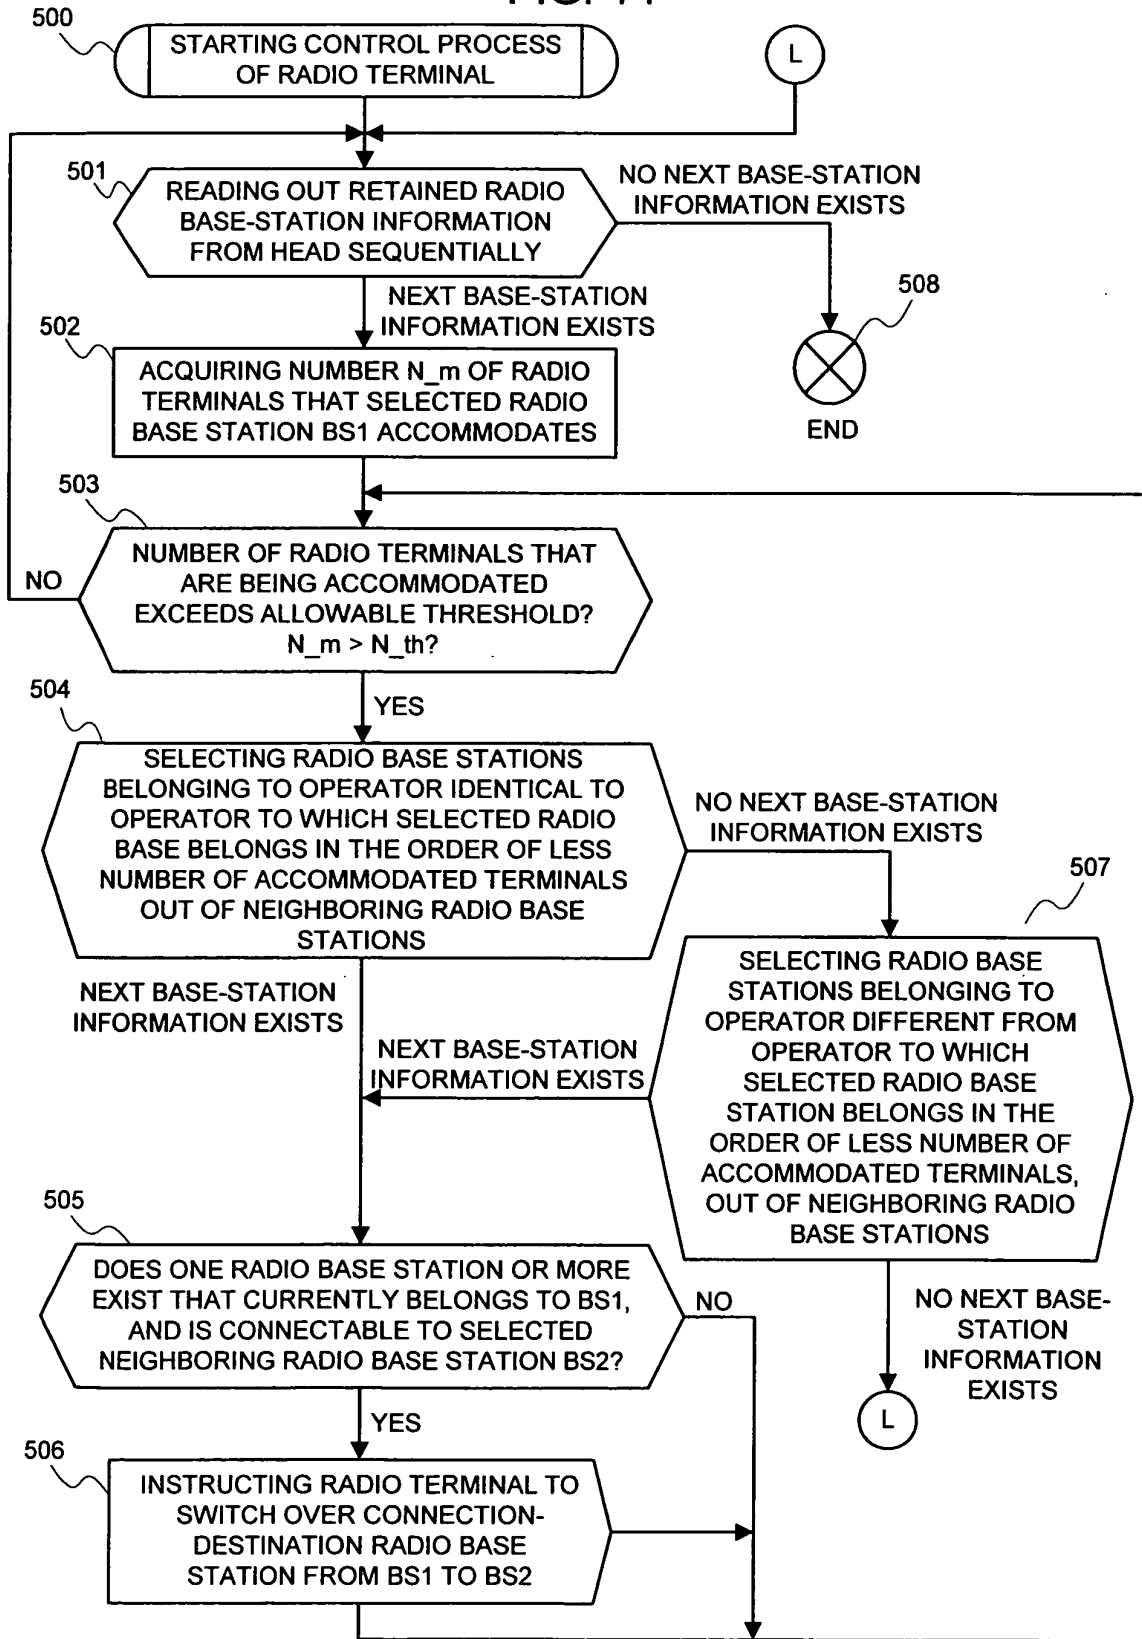 500
STARTING CONTROL PROCESS
OF RADIO TERMINAL
L
501
READING OUT RETAINED RADIO
BASE-STATION INFORMATION
FROM HEAD SEQUENTIALLY
NO NEXT BASE-STATION
INFORMATION EXISTS
NEXT BASE-STATION
INFORMATION EXISTS
508
END
502
ACQUIRING NUMBER N_m OF RADIO
TERMINALS THAT SELECTED RADIO
BASE STATION BS1 ACCOMMODATES
503
NUMBER OF RADIO TERMINALS THAT
ARE BEING ACCOMMODATED
EXCEEDS ALLOWABLE THRESHOLD?
N_m > N_th?
NO
YES
504
SELECTING RADIO BASE STATIONS
BELONGING TO OPERATOR IDENTICAL TO
OPERATOR TO WHICH SELECTED RADIO
BASE BELONGS IN THE ORDER OF LESS
NUMBER OF ACCOMMODATED TERMINALS
OUT OF NEIGHBORING RADIO BASE
STATIONS
NO NEXT BASE-STATION
INFORMATION EXISTS
NEXT BASE-STATION
INFORMATION EXISTS
507
SELECTING RADIO BASE
STATIONS BELONGING TO
OPERATOR DIFFERENT FROM
OPERATOR TO WHICH
SELECTED RADIO BASE
STATION BELONGS IN THE
ORDER OF LESS NUMBER OF
ACCOMMODATED TERMINALS,
OUT OF NEIGHBORING RADIO
BASE STATIONS
NEXT BASE-STATION
INFORMATION EXISTS
NO NEXT BASE-
STATION
INFORMATION
EXISTS
L
505
DOES ONE RADIO BASE STATION OR MORE
EXIST THAT CURRENTLY BELONGS TO BS1,
AND IS CONNECTABLE TO SELECTED
NEIGHBORING RADIO BASE STATION BS2?
NO
YES
506
INSTRUCTING RADIO TERMINAL TO
SWITCH OVER CONNECTION-
DESTINATION RADIO BASE
STATION FROM BS1 TO BS2